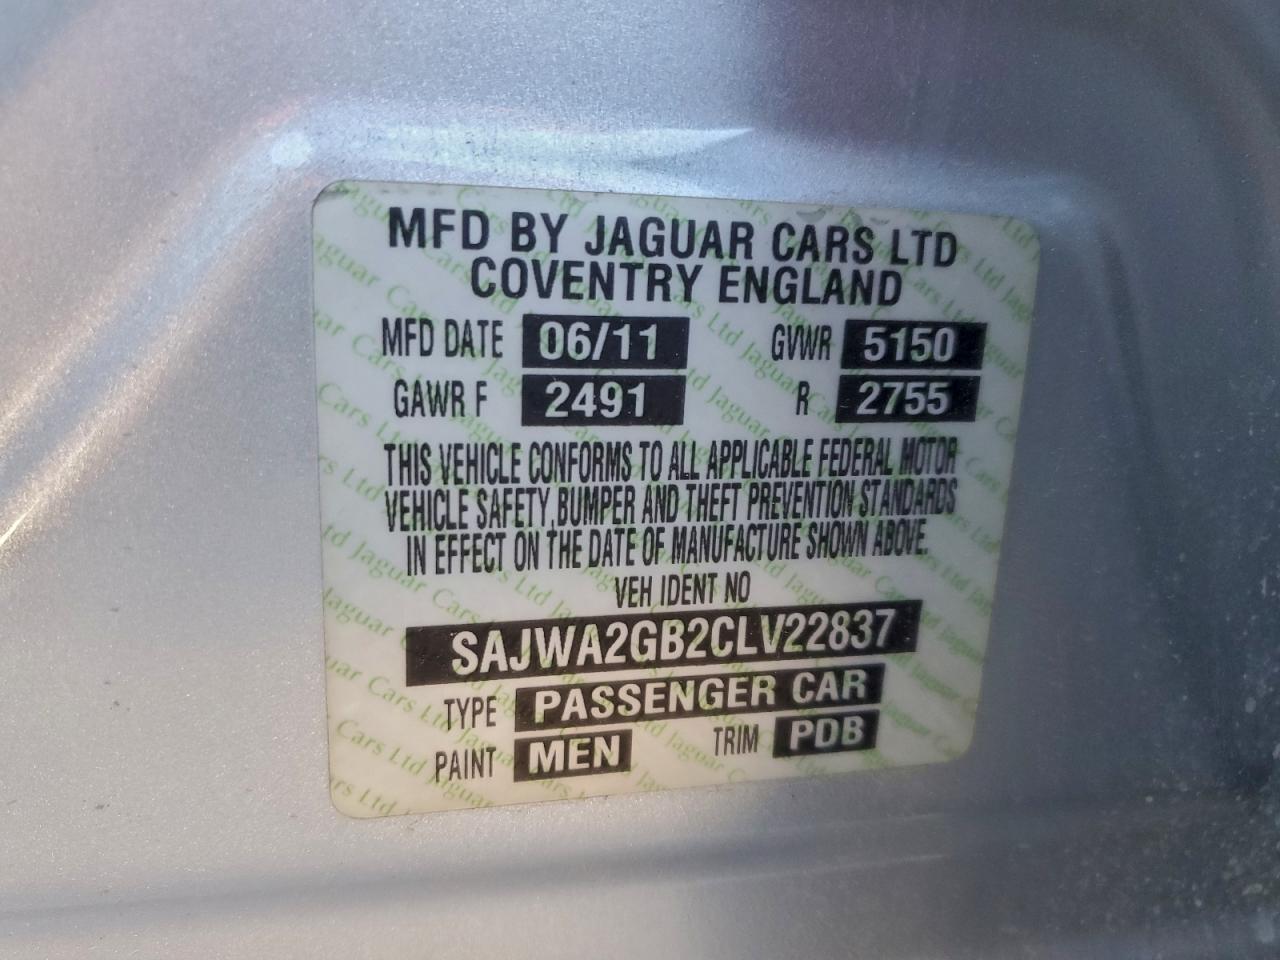 MFD BY JAGUAR CARS LTD
COVENTRY ENGLAND
MFD DATE 06/11 GVWR 5150
GAWR F 2491 R 2755
THIS VEHICLE CONFORMS TO ALL APPLICABLE FEDERAL MOTOR
VEHICLE SAFETY, BUMPER AND THEFT PREVENTION STANDARDS
IN EFFECT ON THE DATE OF MANUFACTURE SHOWN ABOVE.
VEH IDENT NO
SAJWA2GB2CLV22837
TYPE PASSENGER CAR
PAINT MEN TRIM PDB